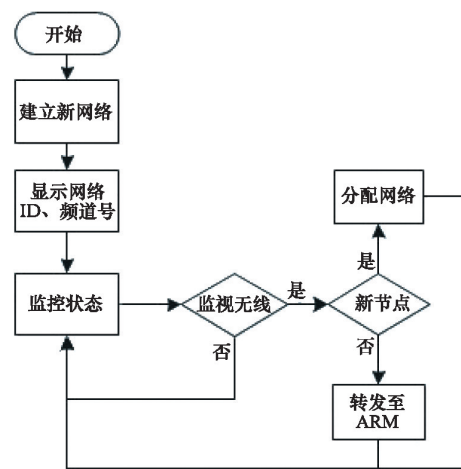 开始
建立新网络
显示网络
ID、频道号
分配网络
是
监控状态
监视无线
是
新节点
否
否
转发至
ARM